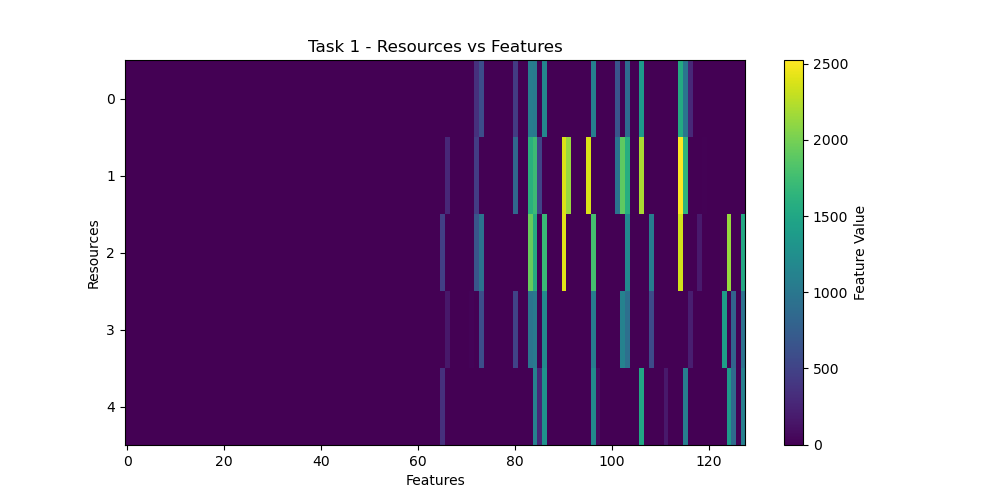 Task 1 - Resources vs Features
Resources
0
1
2
3
4
0 20 40 60 80 100 120
Features
2500
2000
1500
1000
500
0
Feature Value